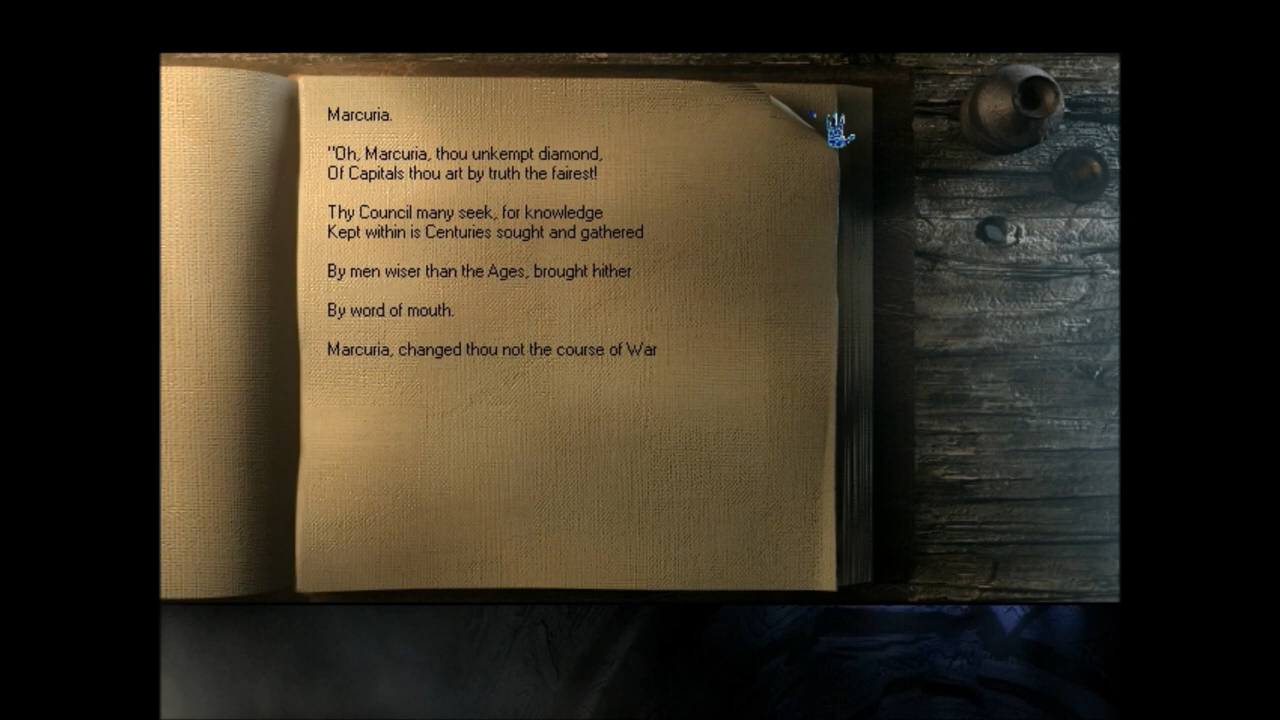 Marcuria.
"Oh, Marcuria, thou unkempt diamond,
Of Capitals thou art by truth the fairest!
Thy Council many seek, for knowledge
Kept within is Centuries sought and gathered
By men wiser than the Ages, brought hither
By word of mouth.
Marcuria, changed thou not the course of War